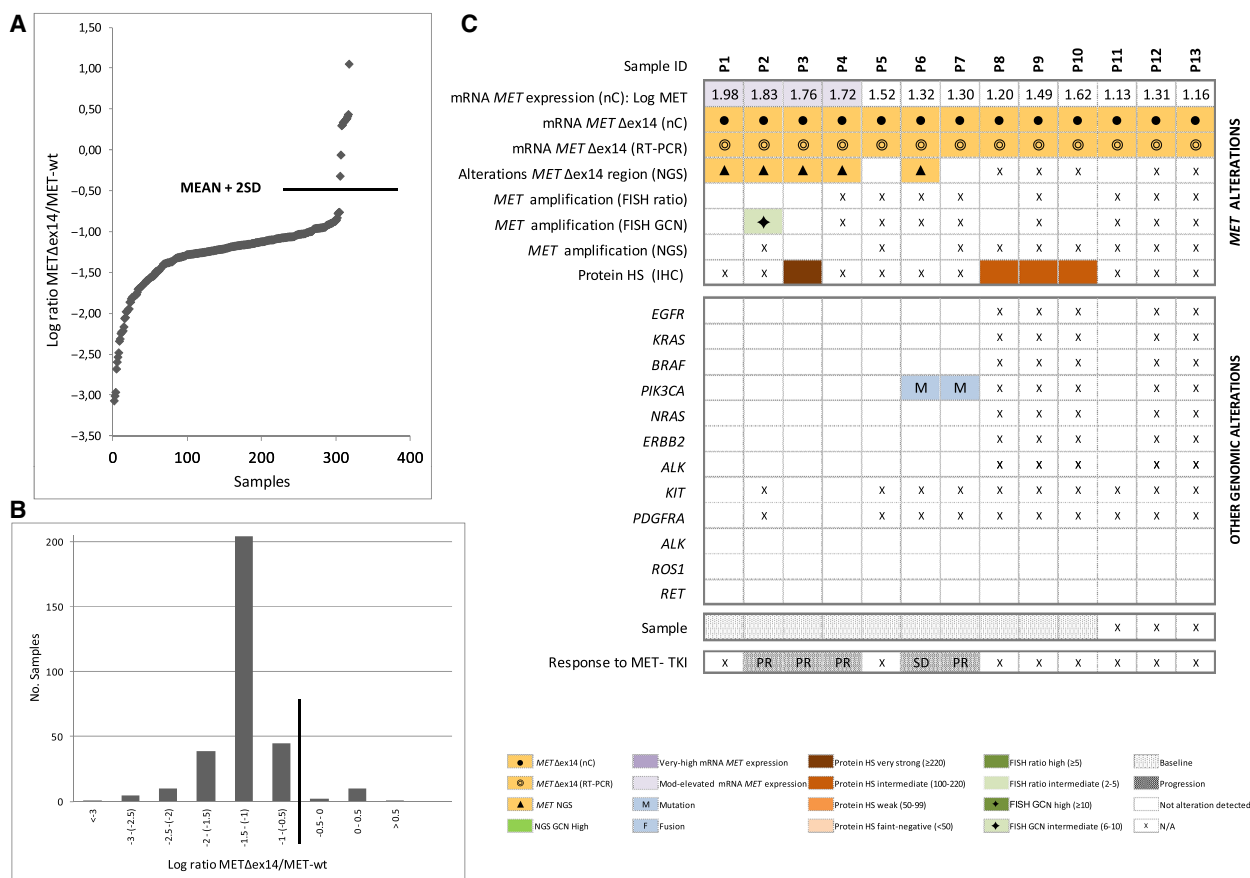 A
1,50
1,00
0,50
0,00
−0,50
−1,00
−1,50
−2,00
−2,50
−3,00
−3,50
Log ratio METΔex14/MET-wt
MEAN + 2SD
0 100 200 300 400
Samples
B
200
150
100
50
0
No. Samples
<-3
-3 -(-2.5)
-2.5 -(-2)
-2 - (-1.5)
-1.5 - (-1)
-1 -(-0.5)
-0.5 - 0
0 - 0.5
> 0.5
Log ratio METΔex14/MET-wt
C
Sample ID P1 P2 P3 P4 P5 P6 P7 P8 P9 P10 P11 P12 P13
mRNA MET expression (nC): Log MET 1.98 1.83 1.76 1.72 1.52 1.32 1.30 1.20 1.49 1.62 1.13 1.31 1.16
mRNA MET Δex14 (nC)
mRNA MET Δex14 (RT-PCR)
Alterations MET Δex14 region (NGS) x x x x x
MET amplification (FISH ratio) x x x x x x x x
MET amplification (FISH GCN) x x x x x x x x
MET amplification (NGS) x x x x x x x x x
Protein HS (IHC) x x x x x x x x x
MET ALTERATIONS
EGFR x x x x x
KRAS x x x x x
BRAF x x x x x
PIK3CA M M x x x x x
NRAS x x x x x
ERBB2 x x x x x
ALK x x x x x
KIT x x x x x x x x x x
PDGFRA x x x x x x x x x x
ALK
ROS1
RET
OTHER GENOMIC ALTERATIONS
Sample x x x
Response to MET- TKI x PR PR PR x SD PR x x x x x x
MET Δex14 (nC) Very-high mRNA MET expression Protein HS very strong (≥220) FISH ratio high (≥5) Baseline
MET Δex14 (RT-PCR) Mod-elevated mRNA MET expression Protein HS intermediate (100-220) FISH ratio intermediate (2-5) Progression
MET NGS M Mutation Protein HS weak (50-99) FISH GCN high (≥10) Not alteration detected
NGS GCN High F Fusion Protein HS faint-negative (<50) FISH GCN intermediate (6-10) x N/A